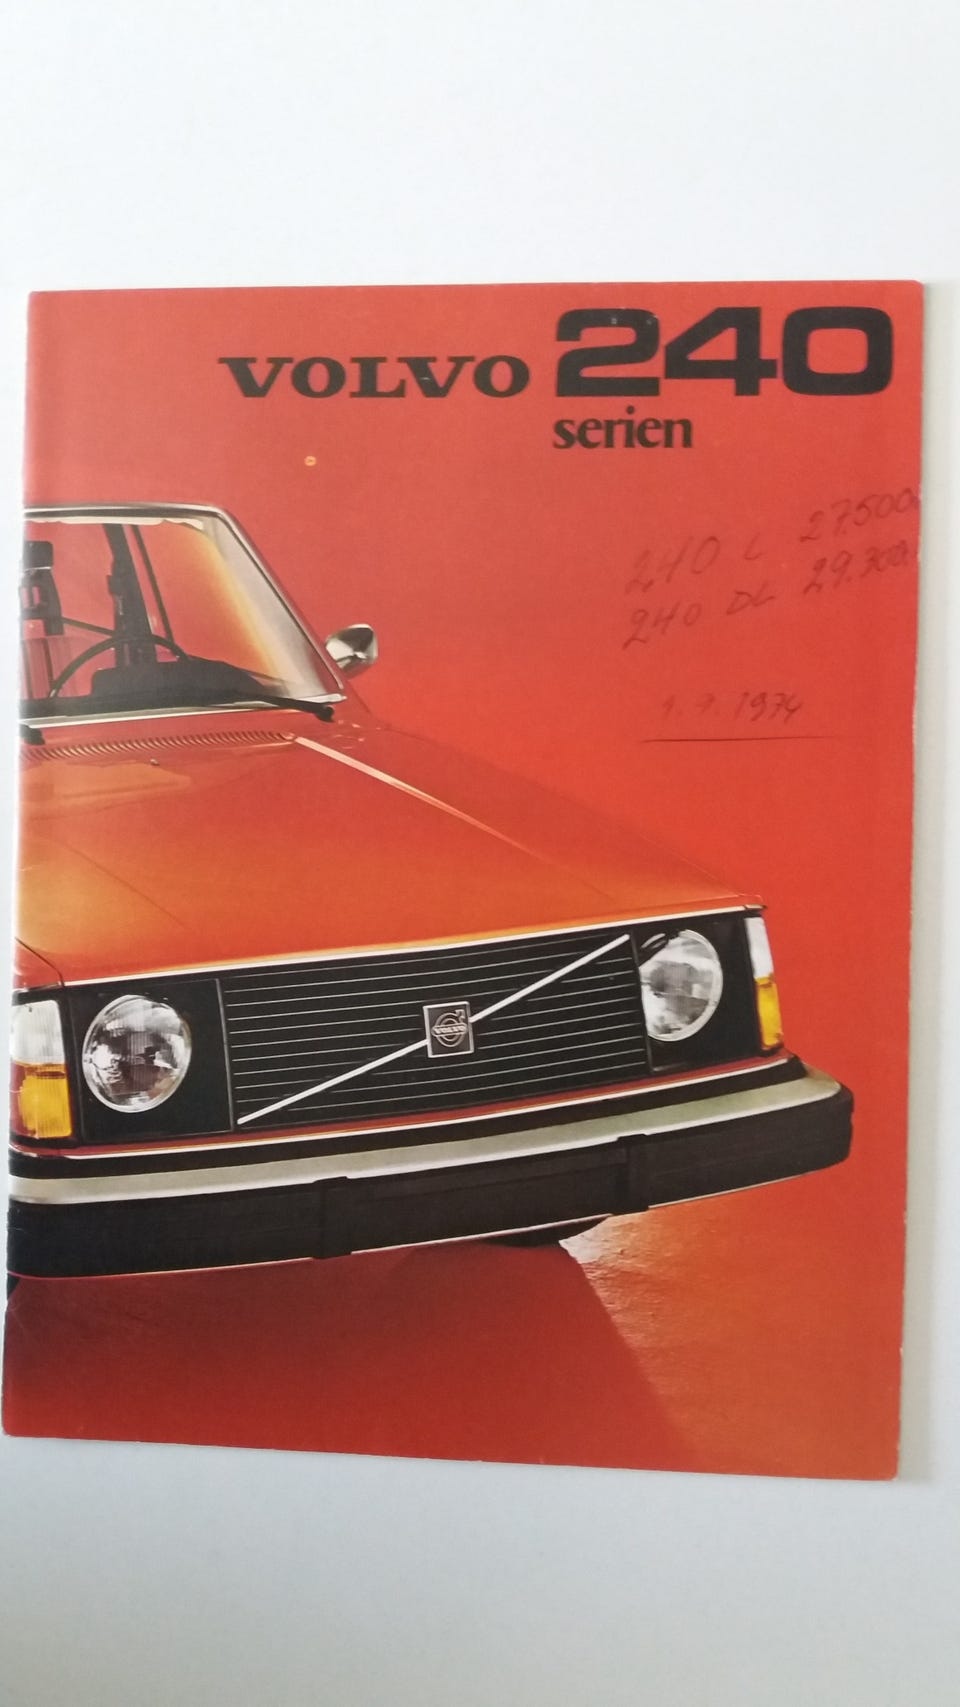 VOLVO 240
serien
240 L 27.500
240 DL 29.300
1.9.1974
VOLVO